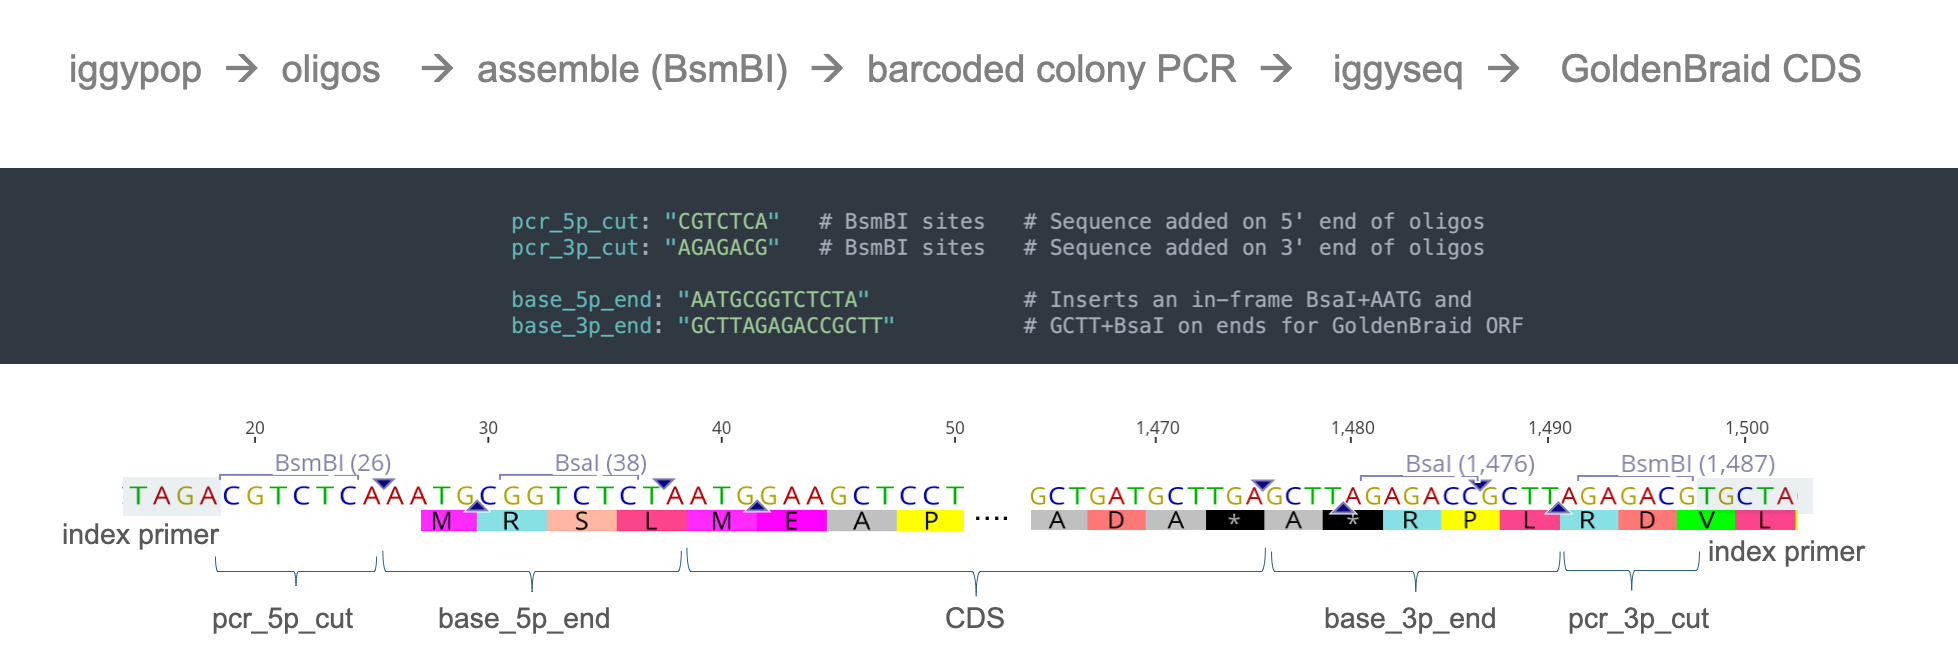 iggypop → oligos → assemble (BsmBI) → barcoded colony PCR → iggyseq → GoldenBraid CDS
pcr_5p_cut: "CGTCTCA" # BsmBI sites # Sequence added on 5' end of oligos
pcr_3p_cut: "AGAGACG" # BsmBI sites # Sequence added on 3' end of oligos
base_5p_end: "AATGCGGTCTCTA" # Inserts an in-frame BsaI+AATG and
base_3p_end: "GCTTAGAGACCGCTT" # GCTT+BsaI on ends for GoldenBraid ORF
20 30 40 50 1,470 1,480 1,490 1,500
BsmBI (26) BsaI (38) BsaI (1,476) BsmBI (1,487)
TAGACGTCTCAAATGCGGTCTCTAATGGAAGCTCCT GCTGATGCTTGAGCTTAGAGACCGCTTAGAGACGTGCTA
M R S L M E A P .... A D A * A * R P L R D V L
index primer index primer
pcr_5p_cut base_5p_end CDS base_3p_end pcr_3p_cut